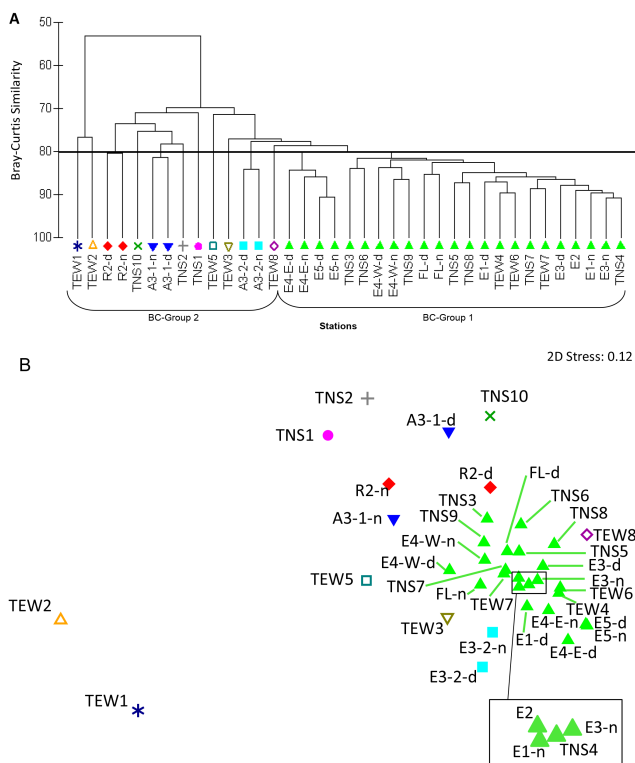 A
Bray-Curtis Similarity
50
60
70
80
90
100
TEW1
TEW2
R2-d
R2-n
TNS10
A3-1-n
A3-1-d
TNS2
TNS1
TEW5
TEW3
A3-2-d
A3-2-n
TEW8
E4-E-d
E4-E-n
E5-d
E5-n
TNS3
TNS6
E4-W-d
E4-W-n
TNS9
FL-d
FL-n
TNS5
TNS8
E1-d
TEW4
TEW6
TNS7
TEW7
E3-d
E2
E1-n
E3-n
TNS4
BC-Group 2
BC-Group 1
Stations
B
2D Stress: 0.12
TNS2
TNS10
A3-1-d
TNS1
R2-d
FL-d
R2-n
TNS3
TNS6
A3-1-n
TNS9
TNS8
E4-W-n
TEW8
TNS5
E4-W-d
E3-d
TEW5
TNS7
E3-n
FL-n
TEW7
TEW6
TEW2
TEW4
TEW3
E4-E-n
E5-d
E1-d
E5-n
E3-2-n
E4-E-d
E3-2-d
TEW1
E2
E3-n
E1-n
TNS4